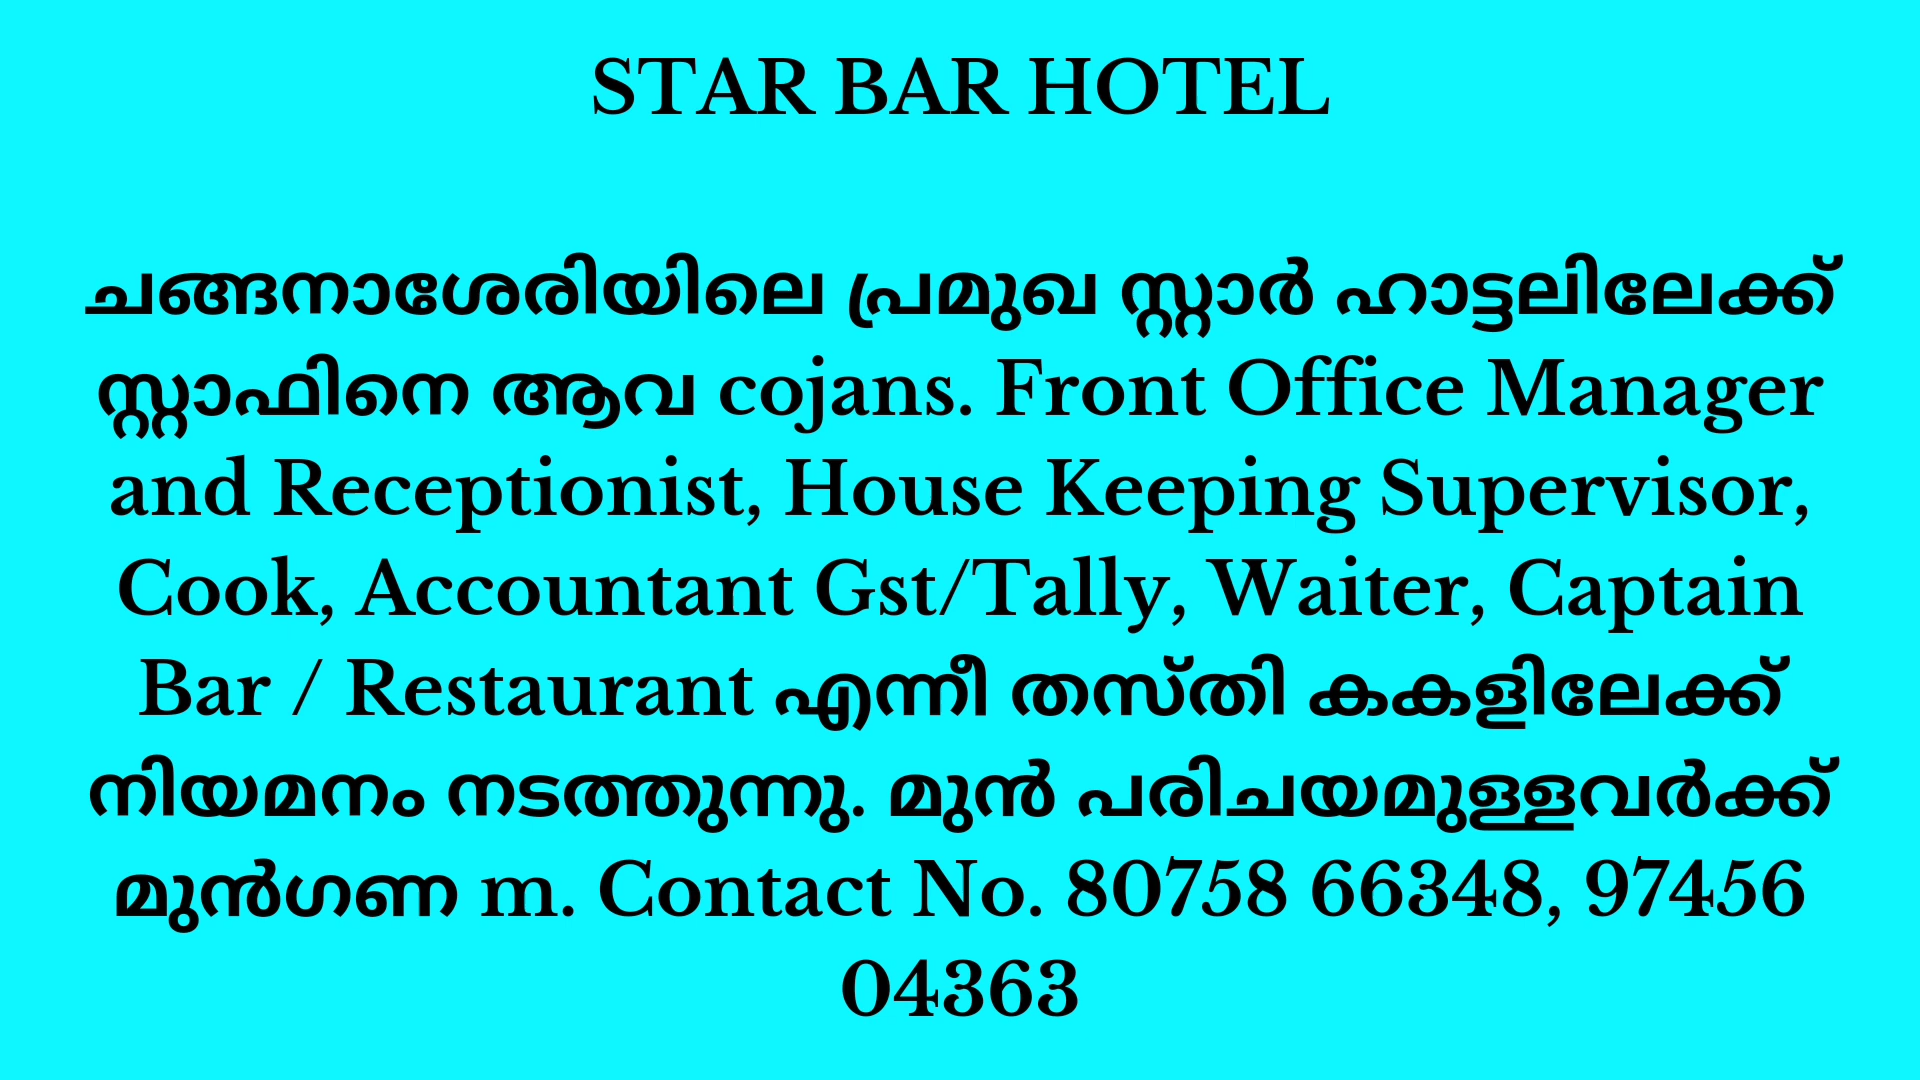 STAR BAR HOTEL
ചങ്ങനാശേരിയിലെ പ്രമുഖ സ്റ്റാർ ഹാട്ടലിലേക്ക്
സ്റ്റാഫിനെ ആവ cojans. Front Office Manager
and Receptionist, House Keeping Supervisor,
Cook, Accountant Gst/Tally, Waiter, Captain
Bar / Restaurant എന്നീ തസ്തി കകളിലേക്ക്
നിയമനം നടത്തുന്നു. മുൻ പരിചയമുള്ളവർക്ക്
മുൻഗണ m. Contact No. 80758 66348, 97456
04363